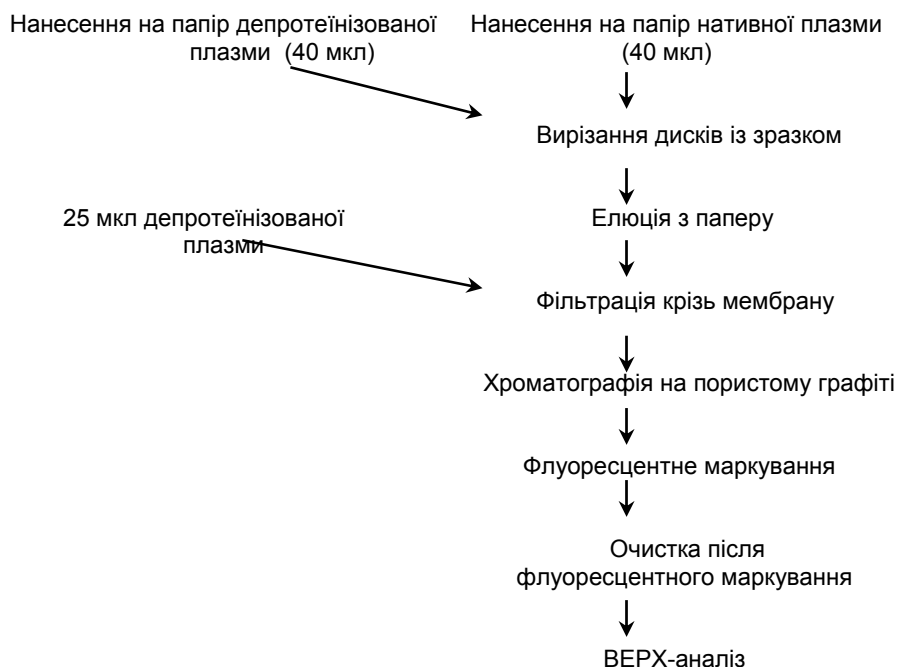 Нанесення на папір депротеїнізованої
плазми (40 мкл)
Нанесення на папір нативної плазми
(40 мкл)
Вирізання дисків із зразком
25 мкл депротеїнізованої
плазми
Елюція з паперу
Фільтрація крізь мембрану
Хроматографія на пористому графіті
Флуоресцентне маркування
Очистка після
флуоресцентного маркування
ВЕРХ-аналіз